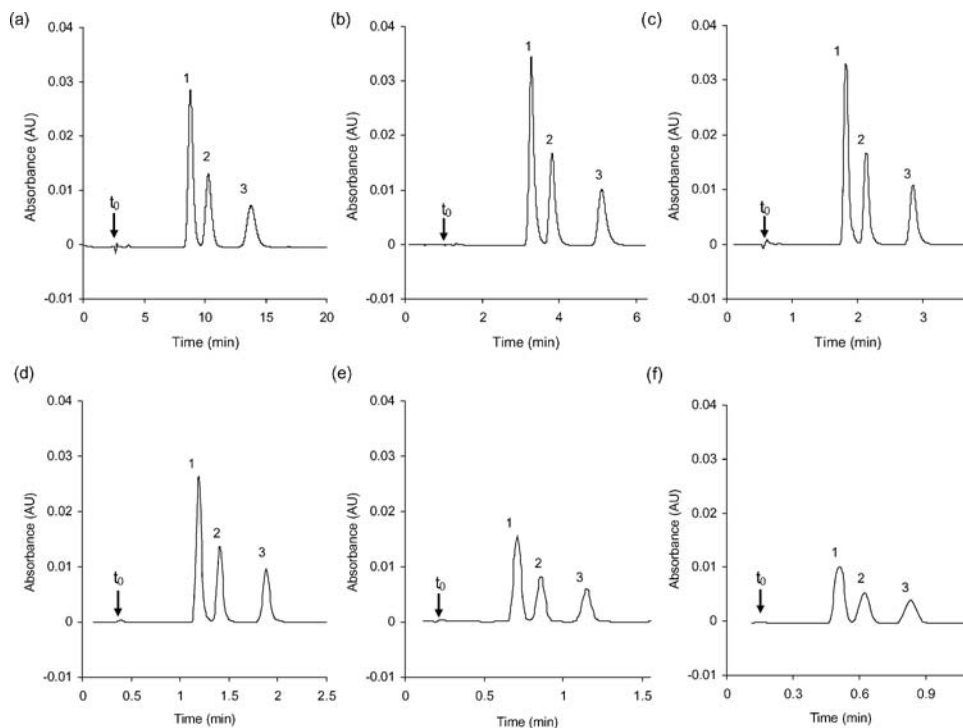 (a)
0.04
0.03
0.02
0.01
0
-0.01
Absorbance (AU)
t0
1
2
3
0 5 10 15 20
Time (min)
(b)
0.04
0.03
0.02
0.01
0
-0.01
Absorbance (AU)
t0
1
2
3
0 2 4 6
Time (min)
(c)
0.04
0.03
0.02
0.01
0
-0.01
Absorbance (AU)
t0
1
2
3
0 1 2 3
Time (min)
(d)
0.04
0.03
0.02
0.01
0
-0.01
Absorbance (AU)
t0
1
2
3
0 0.5 1 1.5 2 2.5
Time (min)
(e)
0.04
0.03
0.02
0.01
0
-0.01
Absorbance (AU)
t0
1
2
3
0 0.5 1 1.5
Time (min)
(f)
0.04
0.03
0.02
0.01
0
-0.01
Absorbance (AU)
t0
1
2
3
0 0.3 0.6 0.9
Time (min)